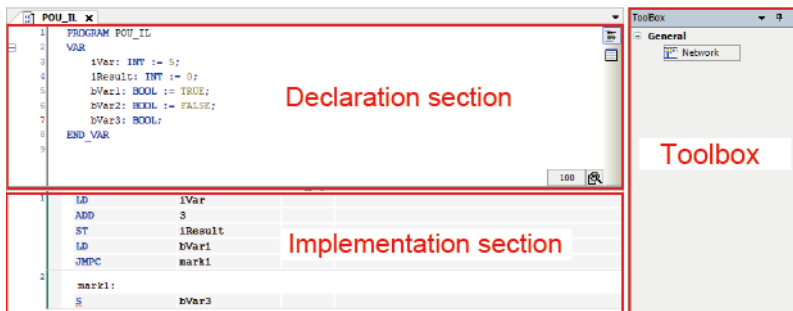 POU_IL x
1 PROGRAM POU_IL
2 VAR
3 iVar: INT := 5;
4 iResult: INT := 0;
5 bVar1: BOOL := TRUE;
6 bVar2: BOOL := FALSE;
7 bVar3: BOOL;
8 END_VAR
9
Declaration section
100
1 LD iVar
ADD 3
ST iResult
LD bVar1
JMPC mark1
2
mark1:
S bVar3
Implementation section
ToolBox
General
Network
Toolbox